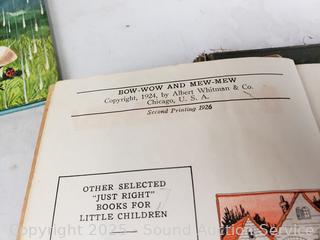 BOW-WOW AND MEW-MEW
Copyright, 1924, by Albert Whitman & Co.
Chicago, U. S. A.
Second Printing 1926
OTHER SELECTED
"JUST RIGHT"
BOOKS FOR
LITTLE CHILDREN
Copyright 2025 - Sound Auction Service